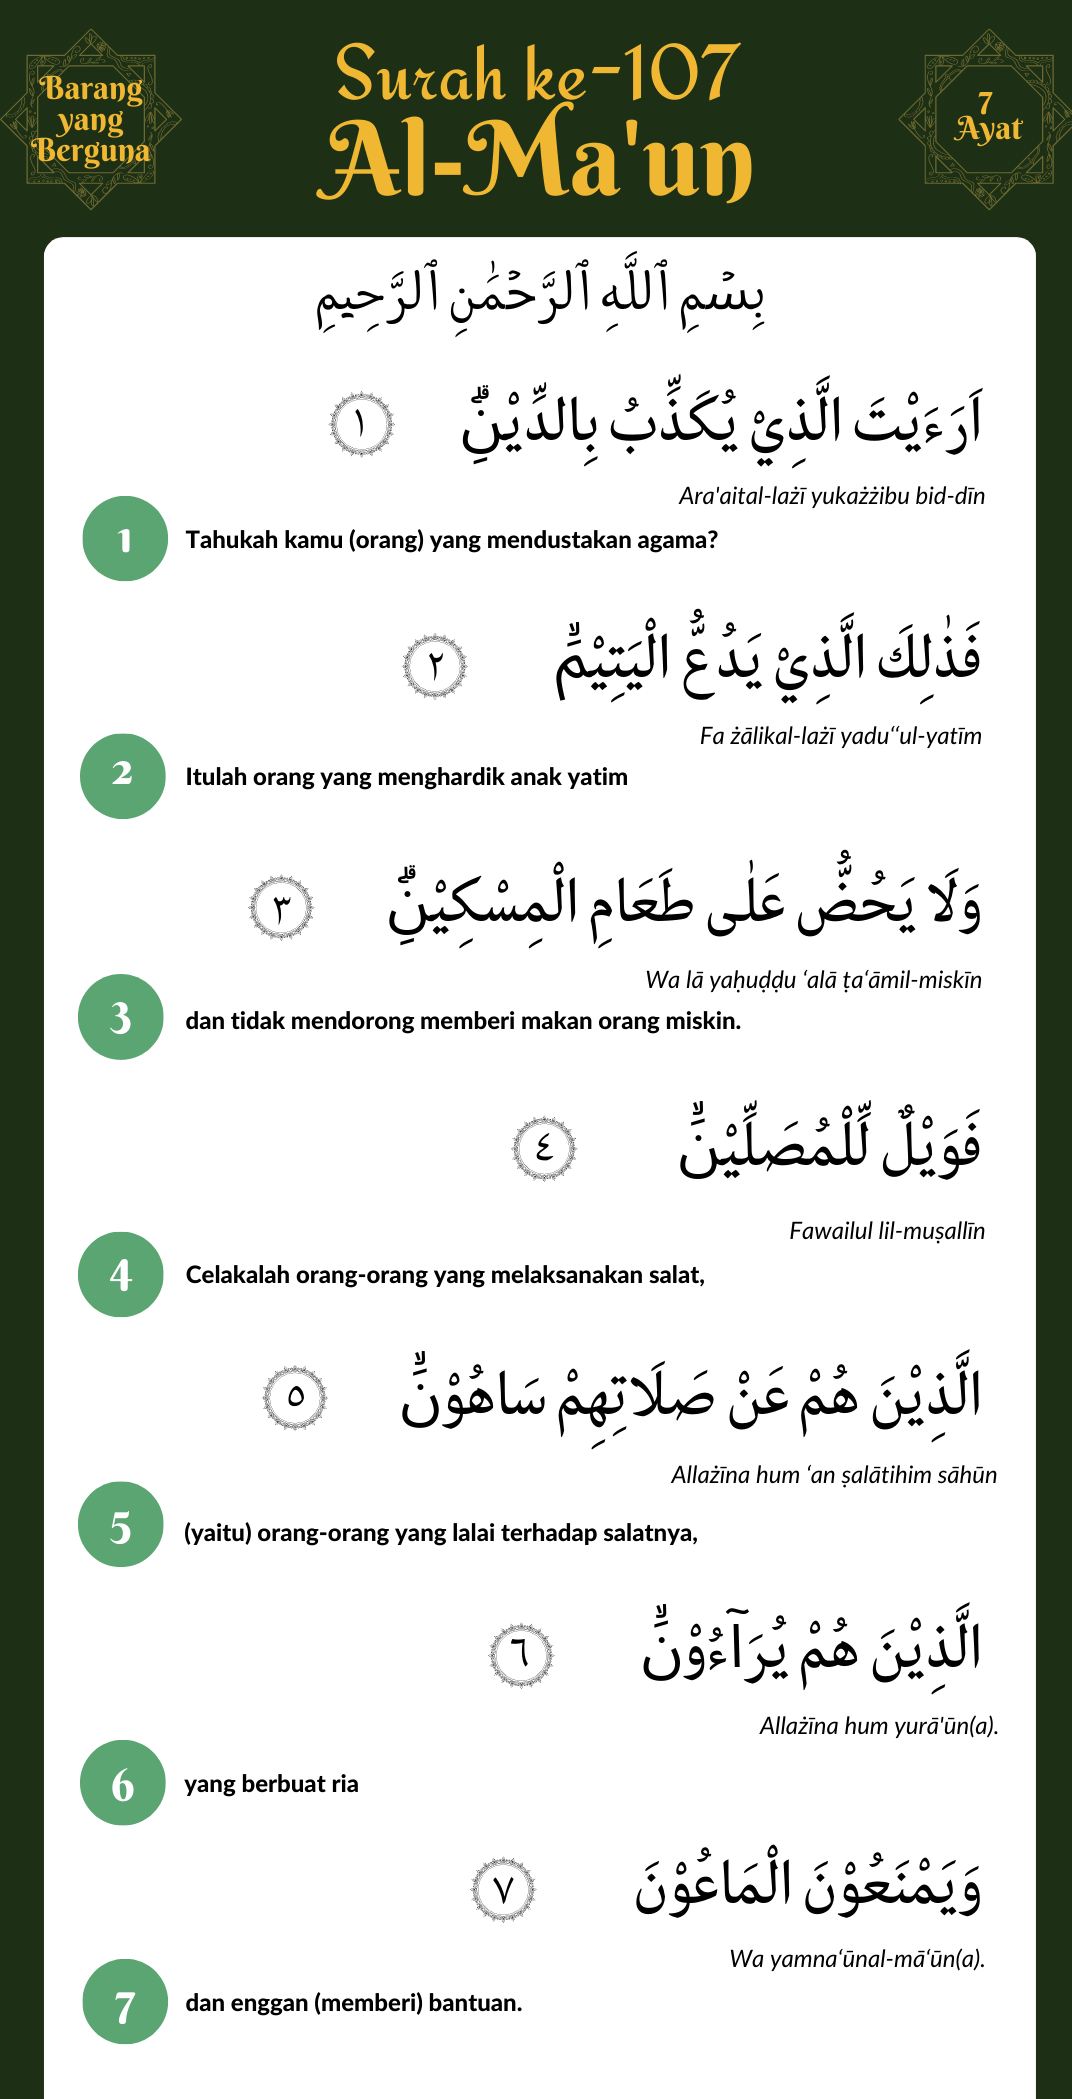 Barang
yang
Berguna
Surah ke-107
Al-Ma'un
7
Ayat
بِسْمِ ٱللَّهِ ٱلرَّحْمَٰنِ ٱلرَّحِيمِ
اَرَءَيْتَ الَّذِيْ يُكَذِّبُ بِالدِّيْنِۗ ١
Ara'aital-lażī yukażżibu bid-dīn
1 Tahukah kamu (orang) yang mendustakan agama?
فَذٰلِكَ الَّذِيْ يَدُعُّ الْيَتِيْمَۙ ٢
Fa żālikal-lażī yadu‘‘ul-yatīm
2 Itulah orang yang menghardik anak yatim
وَلَا يَحُضُّ عَلٰى طَعَامِ الْمِسْكِيْنِۗ ٣
Wa lā yaḥuḍḍu ‘alā ṭa‘āmil-miskīn
3 dan tidak mendorong memberi makan orang miskin.
فَوَيْلٌ لِّلْمُصَلِّيْنَۙ ٤
Fawailul lil-muṣallīn
4 Celakalah orang-orang yang melaksanakan salat,
الَّذِيْنَ هُمْ عَنْ صَلَاتِهِمْ سَاهُوْنَۙ ٥
Allażīna hum ‘an ṣalātihim sāhūn
5 (yaitu) orang-orang yang lalai terhadap salatnya,
الَّذِيْنَ هُمْ يُرَآءُوْنَۙ ٦
Allażīna hum yurā'ūn(a).
6 yang berbuat ria
وَيَمْنَعُوْنَ الْمَاعُوْنَ ٧
Wa yamna‘ūnal-mā‘ūn(a).
7 dan enggan (memberi) bantuan.